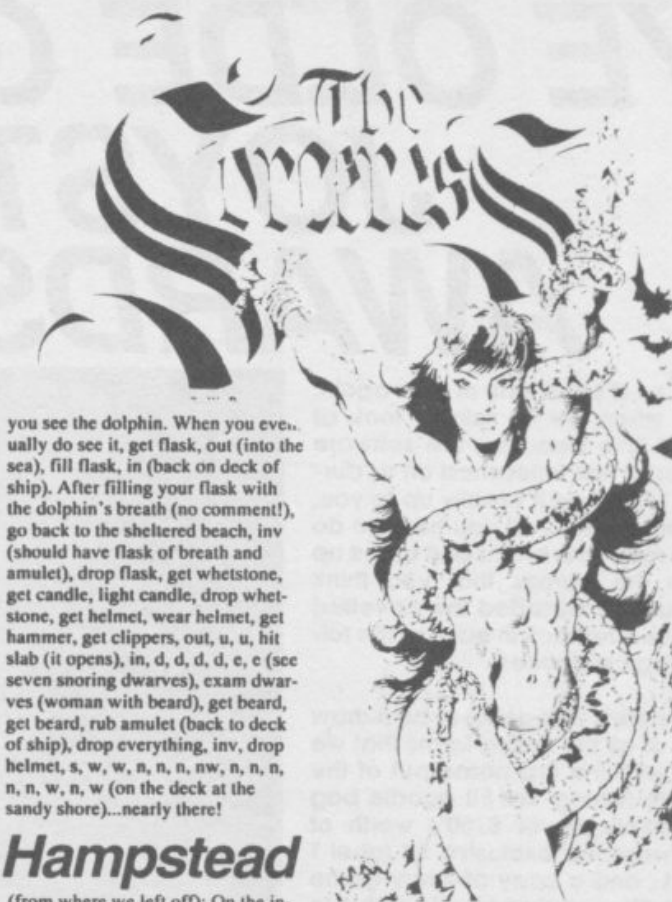 The
Sorcerer's
you see the dolphin. When you even..
ually do see it, get flask, out (into the
sea), fill flask, in (back on deck of
ship). After filling your flask with
the dolphin's breath (no comment!),
go back to the sheltered beach, inv
(should have flask of breath and
amulet), drop flask, get whetstone,
get candle, light candle, drop whet-
stone, get helmet, wear helmet, get
hammer, get clippers, out, u, u, hit
slab (it opens), in, d, d, d, d, e, e (see
seven snoring dwarves), exam dwar-
ves (woman with beard), get beard,
get beard, rub amulet (back to deck
of ship), drop everything, inv, drop
helmet, s, w, w, n, n, n, nw, n, n, n,
n, n, w, n, w (on the deck at the
sandy shore)...nearly there!
Hampstead
(from where we left off): On the in-